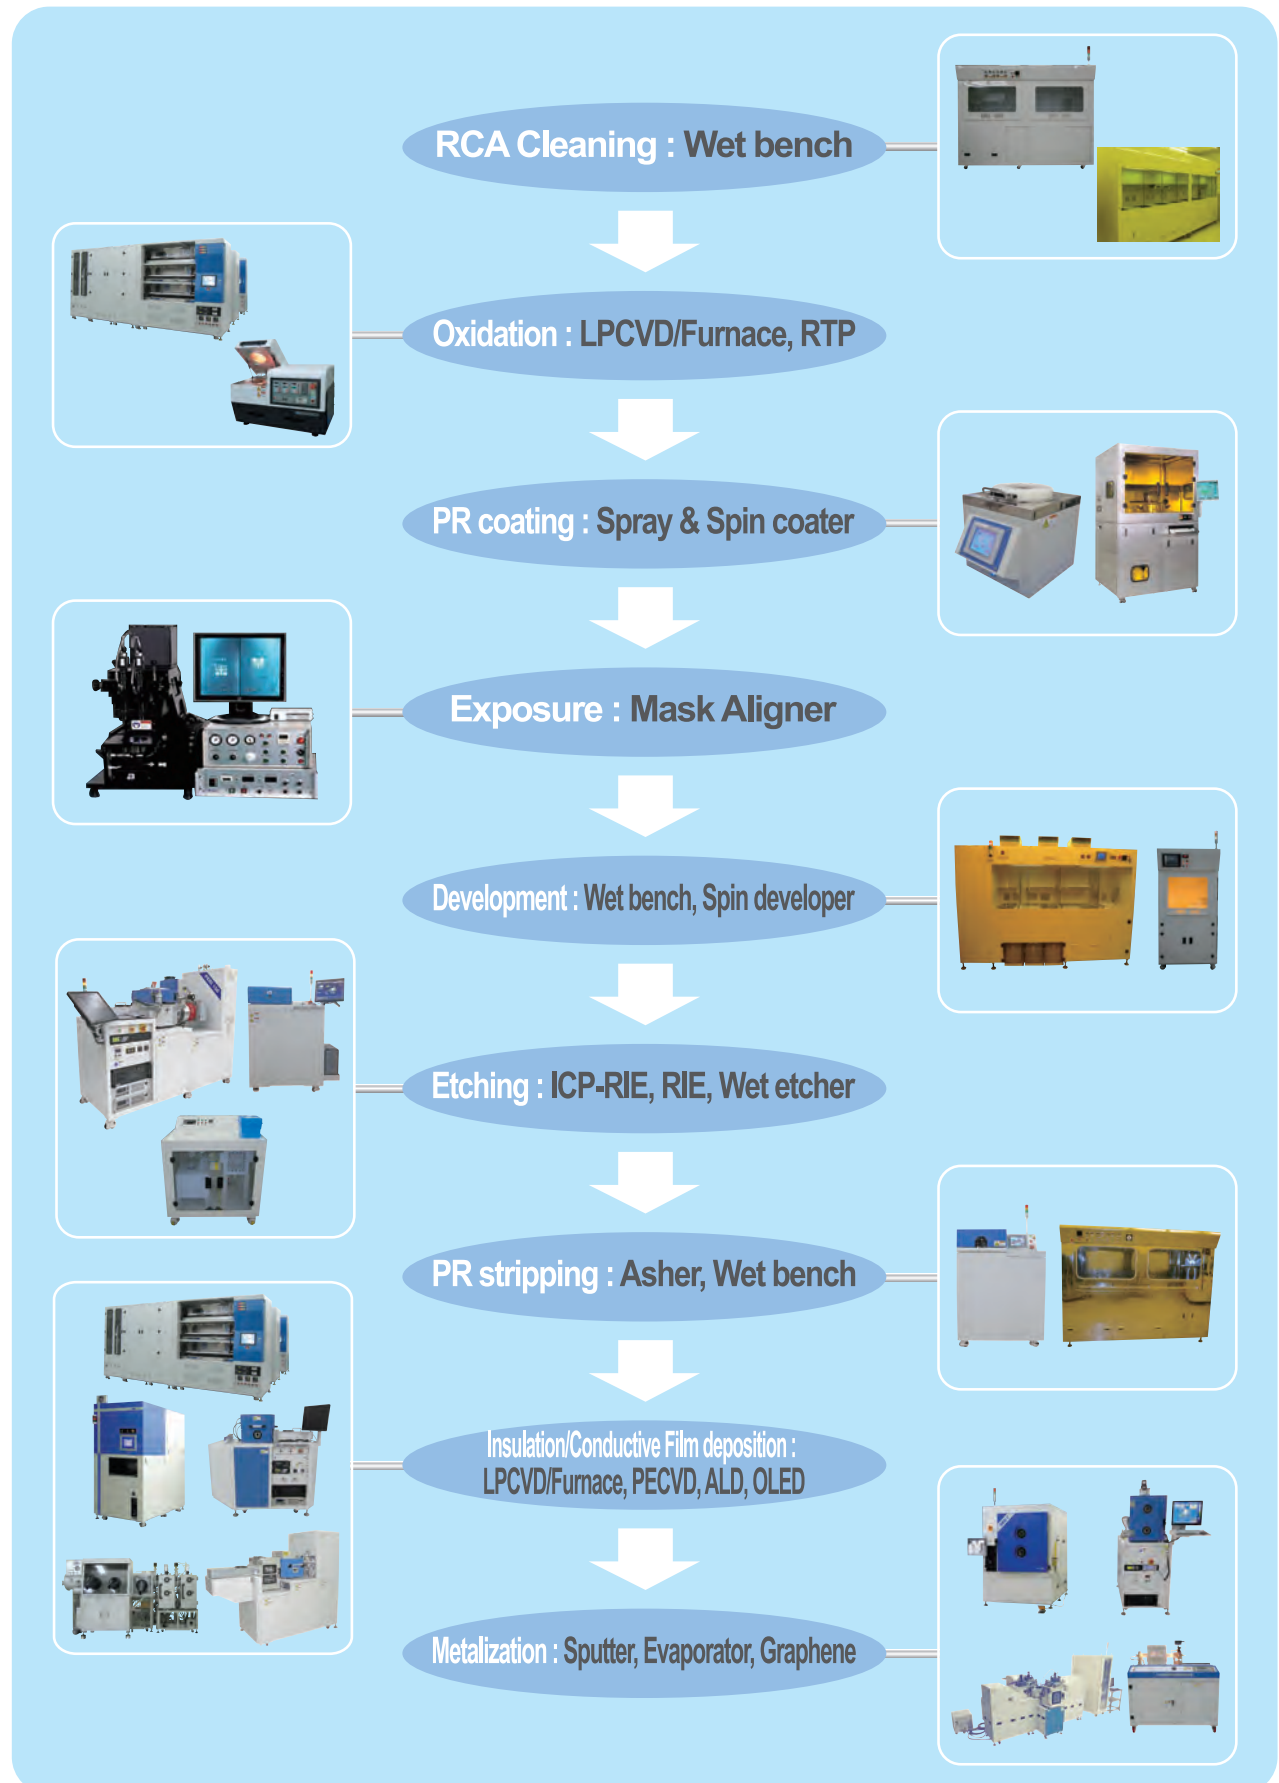 RCA Cleaning : Wet bench
Oxidation : LPCVD/Furnace, RTP
PR coating : Spray & Spin coater
Exposure : Mask Aligner
Development : Wet bench, Spin developer
Etching : ICP-RIE, RIE, Wet etcher
PR stripping : Asher, Wet bench
Insulation/Conductive Film deposition :
LPCVD/Furnace, PECVD, ALD, OLED
Metalization : Sputter, Evaporator, Graphene